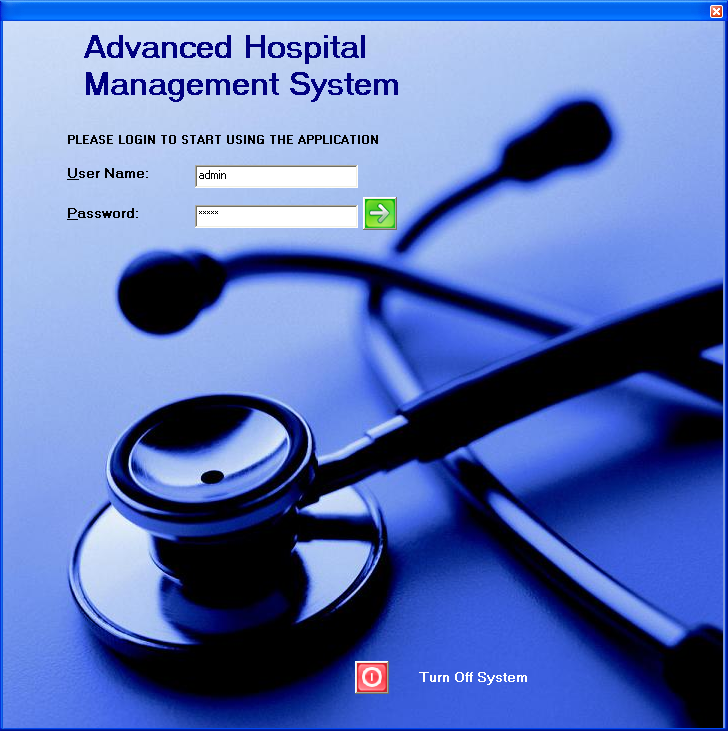 Advanced Hospital
Management System
PLEASE LOGIN TO START USING THE APPLICATION
User Name: admin
Password: *****
Turn Off System